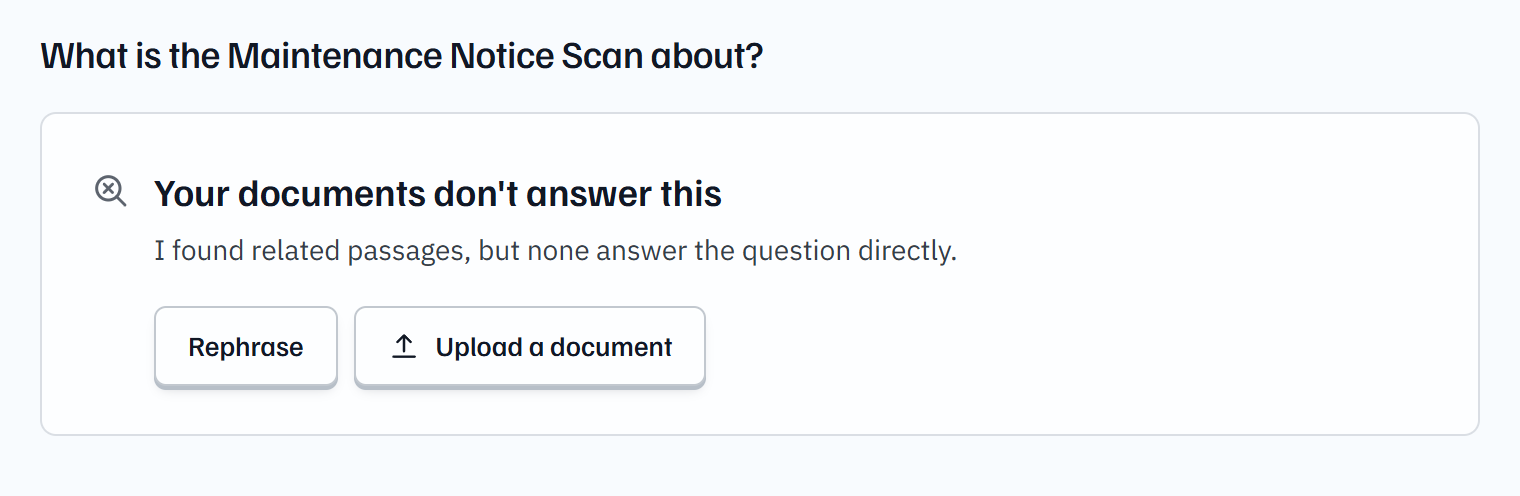 What is the Maintenance Notice Scan about?
Your documents don't answer this
I found related passages, but none answer the question directly.
Rephrase
Upload a document